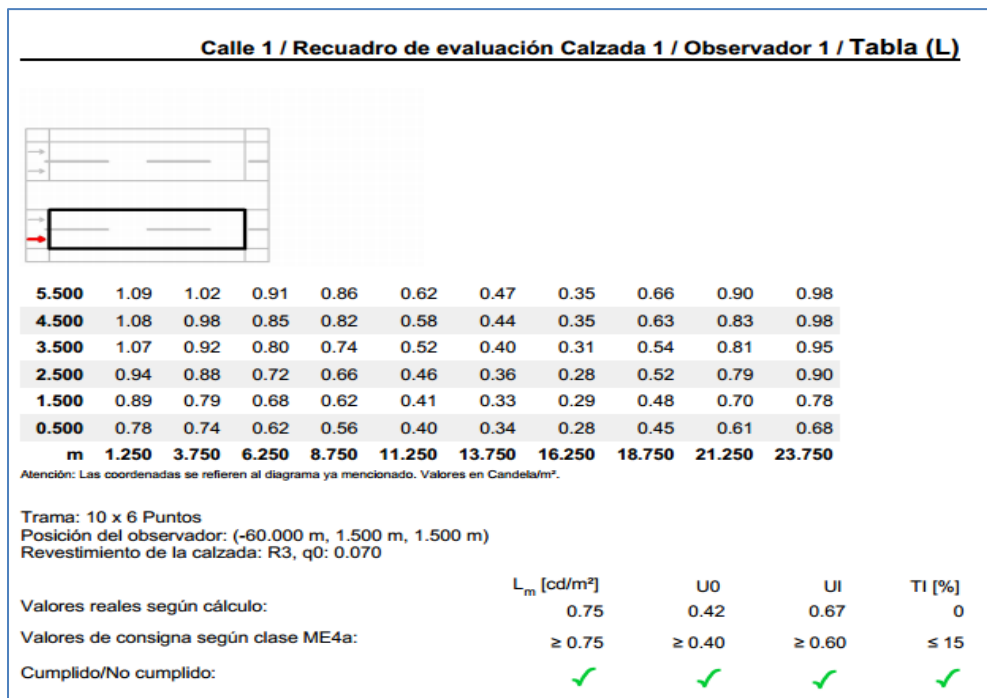 Calle 1 / Recuadro de evaluación Calzada 1 / Observador 1 / Tabla (L)
5.500 1.09 1.02 0.91 0.86 0.62 0.47 0.35 0.66 0.90 0.98
4.500 1.08 0.98 0.85 0.82 0.58 0.44 0.35 0.63 0.83 0.98
3.500 1.07 0.92 0.80 0.74 0.52 0.40 0.31 0.54 0.81 0.95
2.500 0.94 0.88 0.72 0.66 0.46 0.36 0.28 0.52 0.79 0.90
1.500 0.89 0.79 0.68 0.62 0.41 0.33 0.29 0.48 0.70 0.78
0.500 0.78 0.74 0.62 0.56 0.40 0.34 0.28 0.45 0.61 0.68
m 1.250 3.750 6.250 8.750 11.250 13.750 16.250 18.750 21.250 23.750
Atención: Las coordenadas se refieren al diagrama ya mencionado. Valores en Candela/m².
Trama: 10 x 6 Puntos
Posición del observador: (-60.000 m, 1.500 m, 1.500 m)
Revestimiento de la calzada: R3, q0: 0.070
Lm [cd/m²] U0 UI TI [%]
Valores reales según cálculo: 0.75 0.42 0.67 0
Valores de consigna según clase ME4a: ≥ 0.75 ≥ 0.40 ≥ 0.60 ≤ 15
Cumplido/No cumplido: ✓ ✓ ✓ ✓